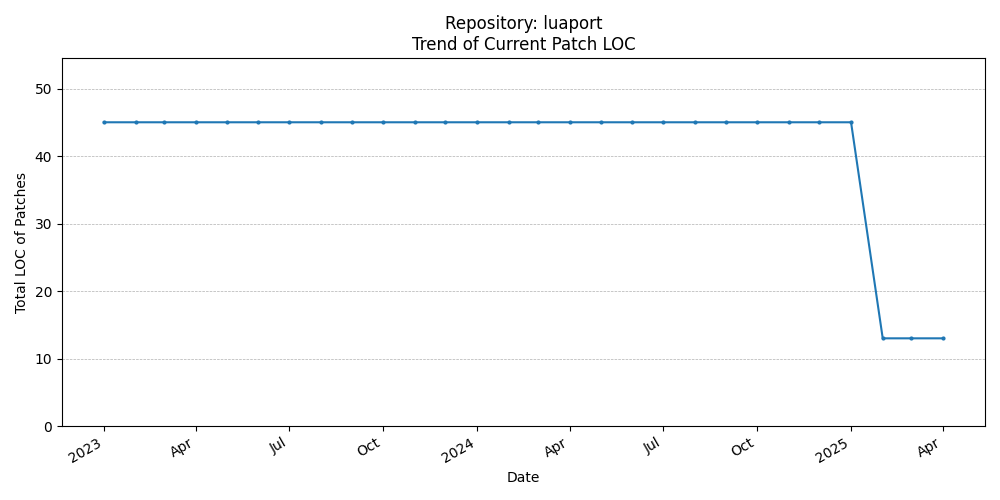 Repository: luaport
Trend of Current Patch LOC
Total LOC of Patches
50
40
30
20
10
0
2023
Apr
Jul
Oct
2024
Apr
Jul
Oct
2025
Apr
Date